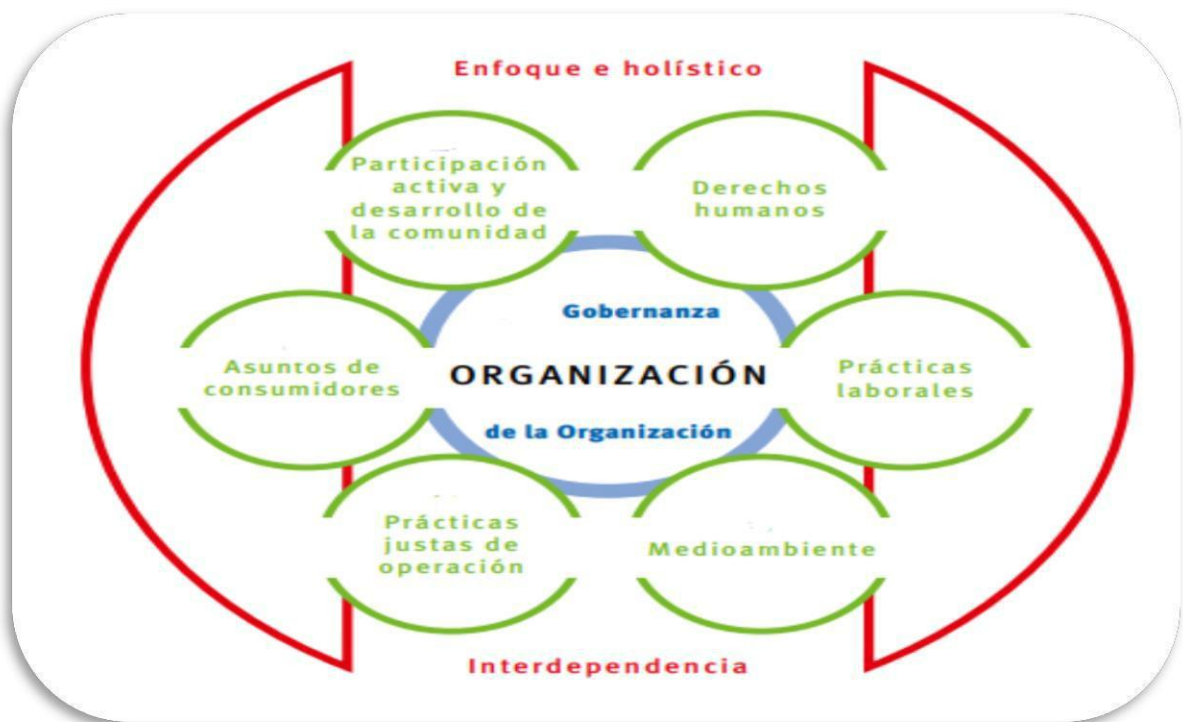 Enfoque e holístico
Participación
activa y
desarrollo de
la comunidad
Derechos
humanos
Gobernanza
Asuntos de
consumidores
ORGANIZACIÓN
Prácticas
laborales
de la Organización
Prácticas
justas de
operación
Medioambiente
Interdependencia